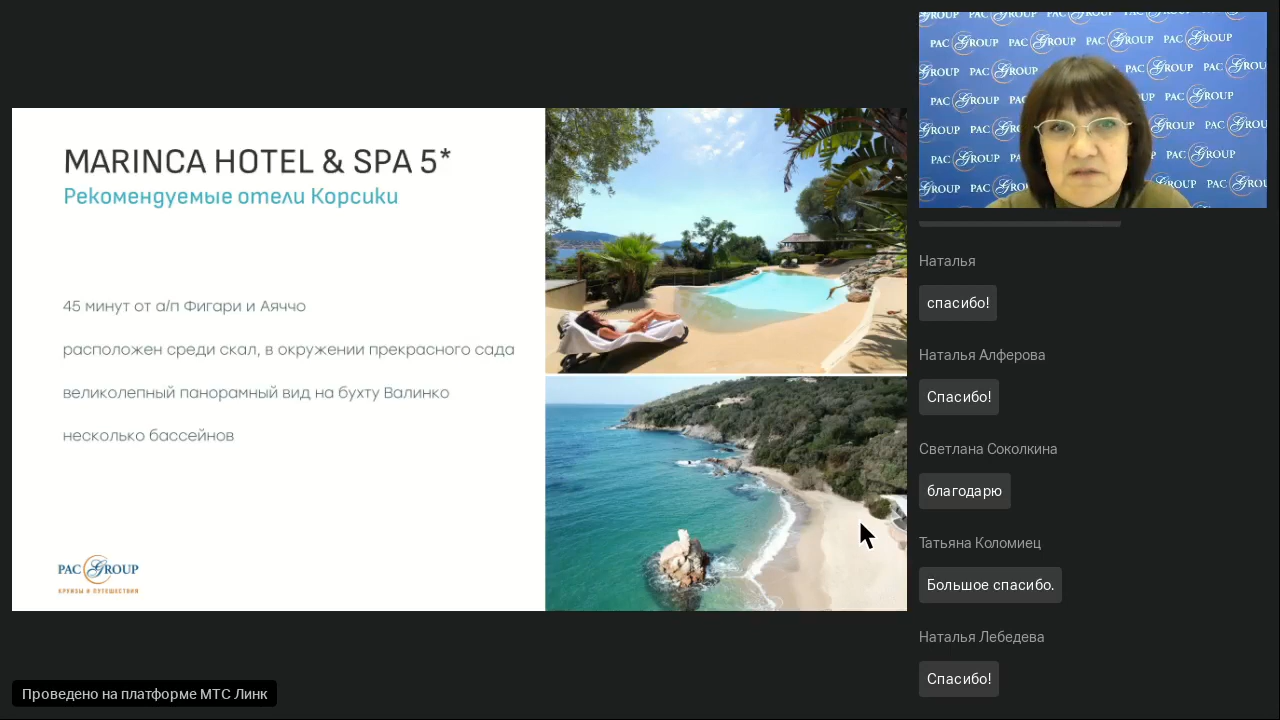 MARINCA HOTEL & SPA 5*
Рекомендуемые отели Корсики
45 минут от а/п Фигари и Аяччо
расположен среди скал, в окружении прекрасного сада
великолепный панорамный вид на бухту Валинко
несколько бассейнов
PAC GROUP
КРУИЗЫ И ПУТЕШЕСТВИЯ
Проведено на платформе МТС Линк
PAC GROUP
Наталья
спасибо!
Наталья Алферова
Спасибо!
Светлана Соколкина
благодарю
Татьяна Коломиец
Большое спасибо.
Наталья Лебедева
Спасибо!